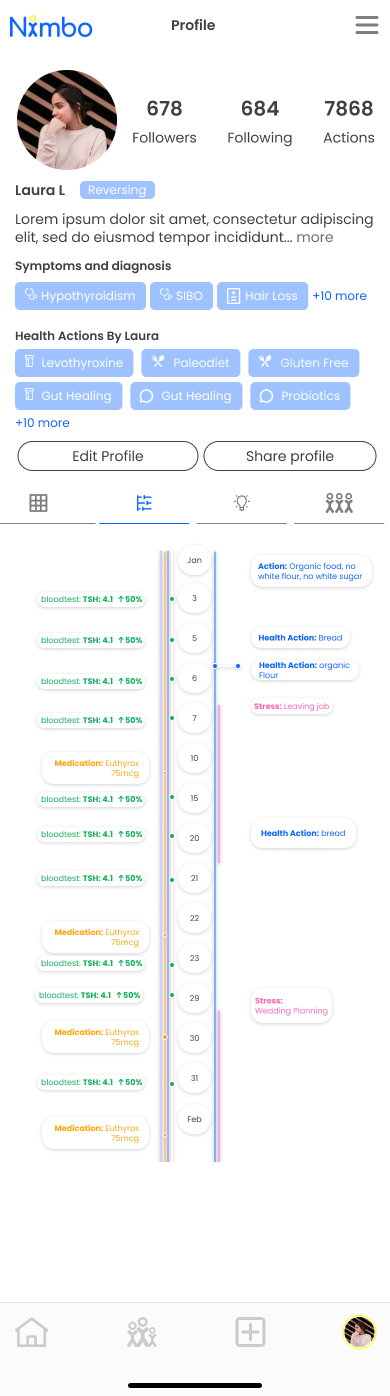 Nimbo
Profile
678
684
7868
Followers
Following
Actions
Laura L
Reversing
Lorem ipsum dolor sit amet, consectetur adipiscing
elit, sed do eiusmod tempor incididunt... more
Symptoms and diagnosis
Hypothyroidism
SIBO
Hair Loss
+10 more
Health Actions By Laura
Levothyroxine
Paleodiet
Gluten Free
Gut Healing
Gut Healing
Probiotics
+10 more
Edit Profile
Share profile
Jan
Action: Organic food, no
white flour, no white sugar
bloodtest: TSH: 4.1 ↑50%
3
bloodtest: TSH: 4.1 ↑50%
5
Health Action: Bread
bloodtest: TSH: 4.1 ↑50%
6
Health Action: organic
Flour
bloodtest: TSH: 4.1 ↑50%
7
Stress: Leaving job
Medication: Euthyrox
75mcg
10
bloodtest: TSH: 4.1 ↑50%
15
bloodtest: TSH: 4.1 ↑50%
20
Health Action: bread
bloodtest: TSH: 4.1 ↑50%
21
Medication: Euthyrox
75mcg
22
bloodtest: TSH: 4.1 ↑50%
23
bloodtest: TSH: 4.1 ↑50%
29
Stress:
Wedding Planning
Medication: Euthyrox
75mcg
30
bloodtest: TSH: 4.1 ↑50%
31
Medication: Euthyrox
75mcg
Feb